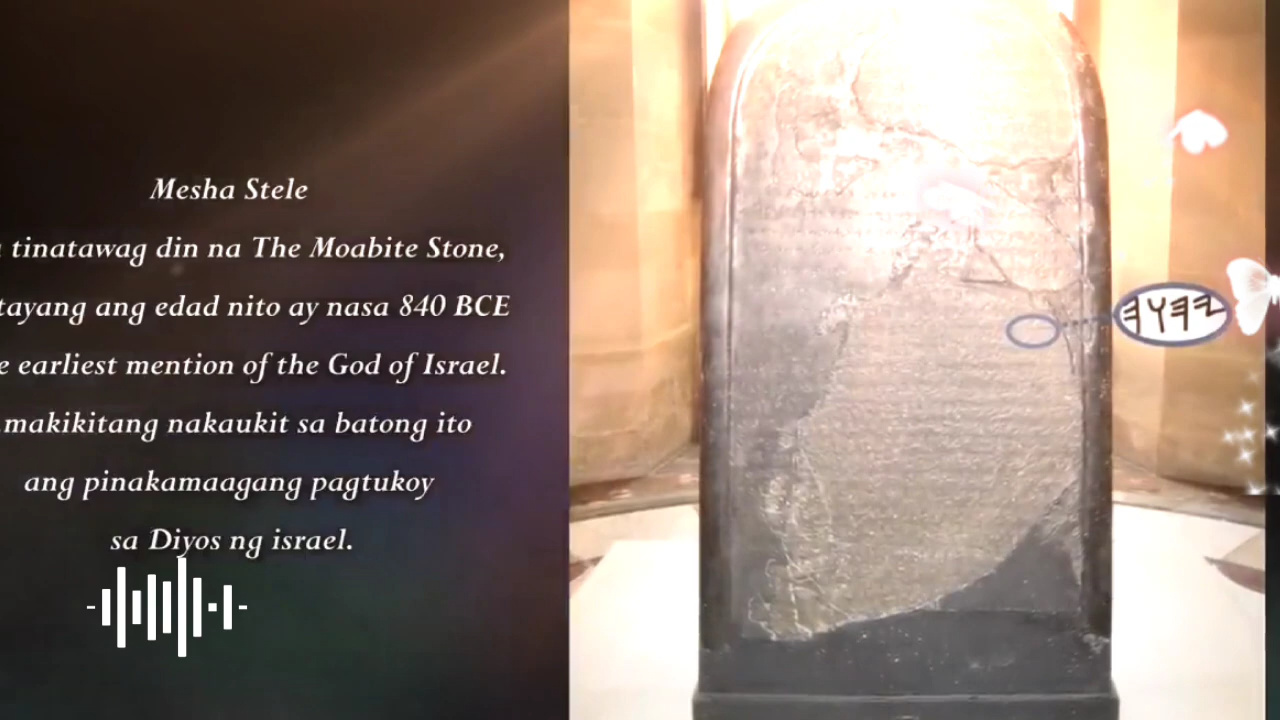 Mesha Stele
tinatawag din na The Moabite Stone,
ang edad nito ay nasa 840 BCE
earliest mention of the God of Israel.
makikitang nakaukit sa batong ito
ang pinakamaagang pagtukoy
sa Diyos ng israel.
𐤉𐤄𐤅𐤄